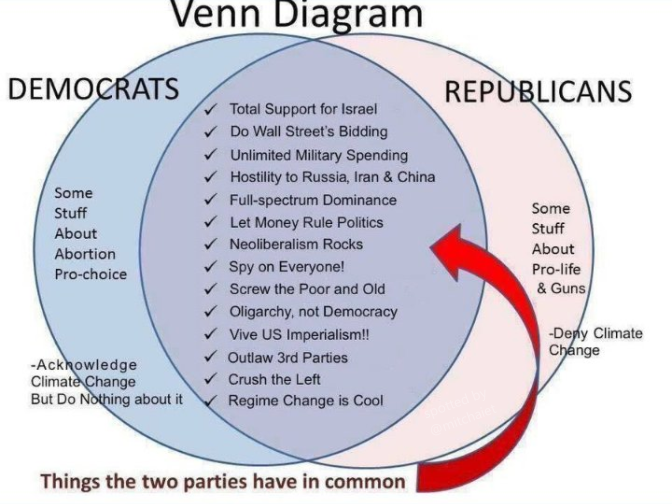 Venn Diagram
DEMOCRATS
REPUBLICANS
✓ Total Support for Israel
✓ Do Wall Street's Bidding
✓ Unlimited Military Spending
✓ Hostility to Russia, Iran & China
✓ Full-spectrum Dominance
✓ Let Money Rule Politics
✓ Neoliberalism Rocks
✓ Spy on Everyone!
✓ Screw the Poor and Old
✓ Oligarchy, not Democracy
✓ Vive US Imperialism!!
✓ Outlaw 3rd Parties
✓ Crush the Left
✓ Regime Change is Cool
Some
Stuff
About
Abortion
Pro-choice
-Acknowledge
Climate Change
But Do Nothing about it
Some
Stuff
About
Pro-life
& Guns
-Deny Climate
Change
Things the two parties have in common